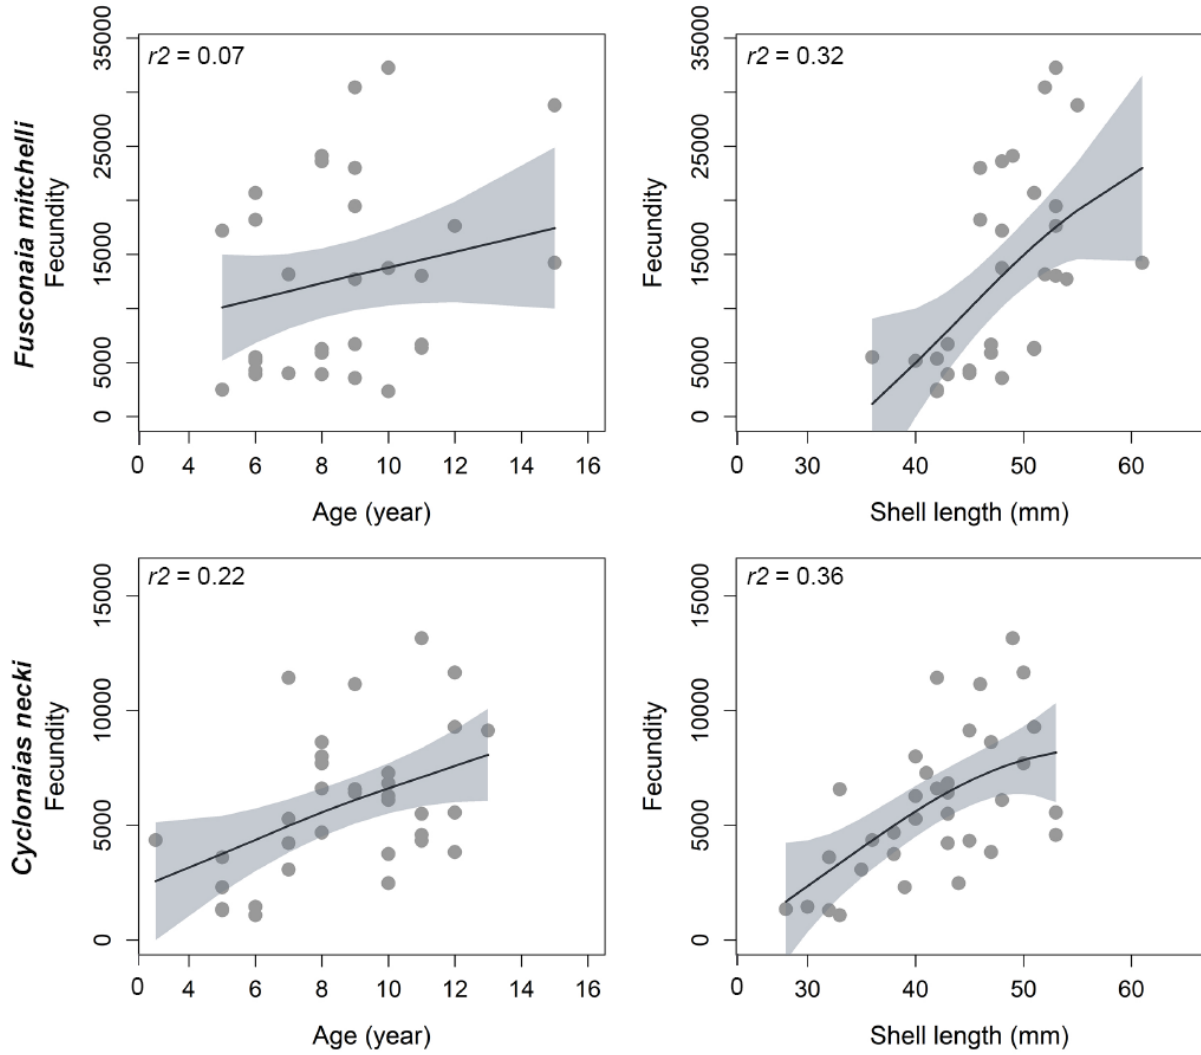 Fusconaia mitchelli
Fecundity
35000
25000
15000
5000
0
r2 = 0.07
0 4 6 8 10 12 14 16
Age (year)
Fecundity
35000
25000
15000
5000
0
r2 = 0.32
0 30 40 50 60
Shell length (mm)
Cyclonaias necki
Fecundity
15000
10000
5000
0
r2 = 0.22
0 4 6 8 10 12 14 16
Age (year)
Fecundity
15000
10000
5000
0
r2 = 0.36
0 30 40 50 60
Shell length (mm)